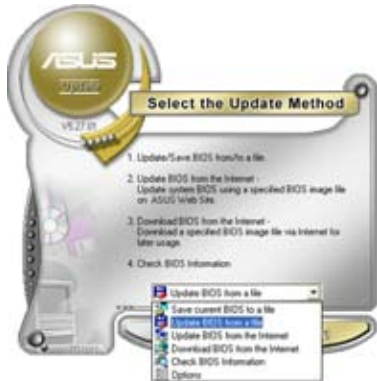 ASUS
Update
Select the Update Method
1. Update/Save BIOS from/to a file.
2. Update BIOS from the Internet -
Update system BIOS using a specified BIOS image file
on ASUS Web Site.
3. Download BIOS from the Internet -
Download a specified BIOS image file via Internet for
later usage.
4. Check BIOS Information
Update BIOS from a file
Save current BIOS to a file
Update BIOS from a file
Update BIOS from the Internet
Download BIOS from the Internet
Check BIOS Information
Options